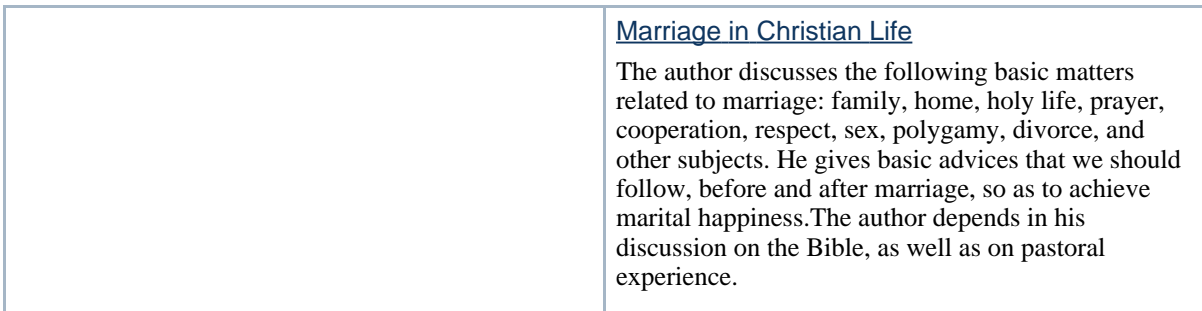 Marriage in Christian Life
The author discusses the following basic matters
related to marriage: family, home, holy life, prayer,
cooperation, respect, sex, polygamy, divorce, and
other subjects. He gives basic advices that we should
follow, before and after marriage, so as to achieve
marital happiness.The author depends in his
discussion on the Bible, as well as on pastoral
experience.